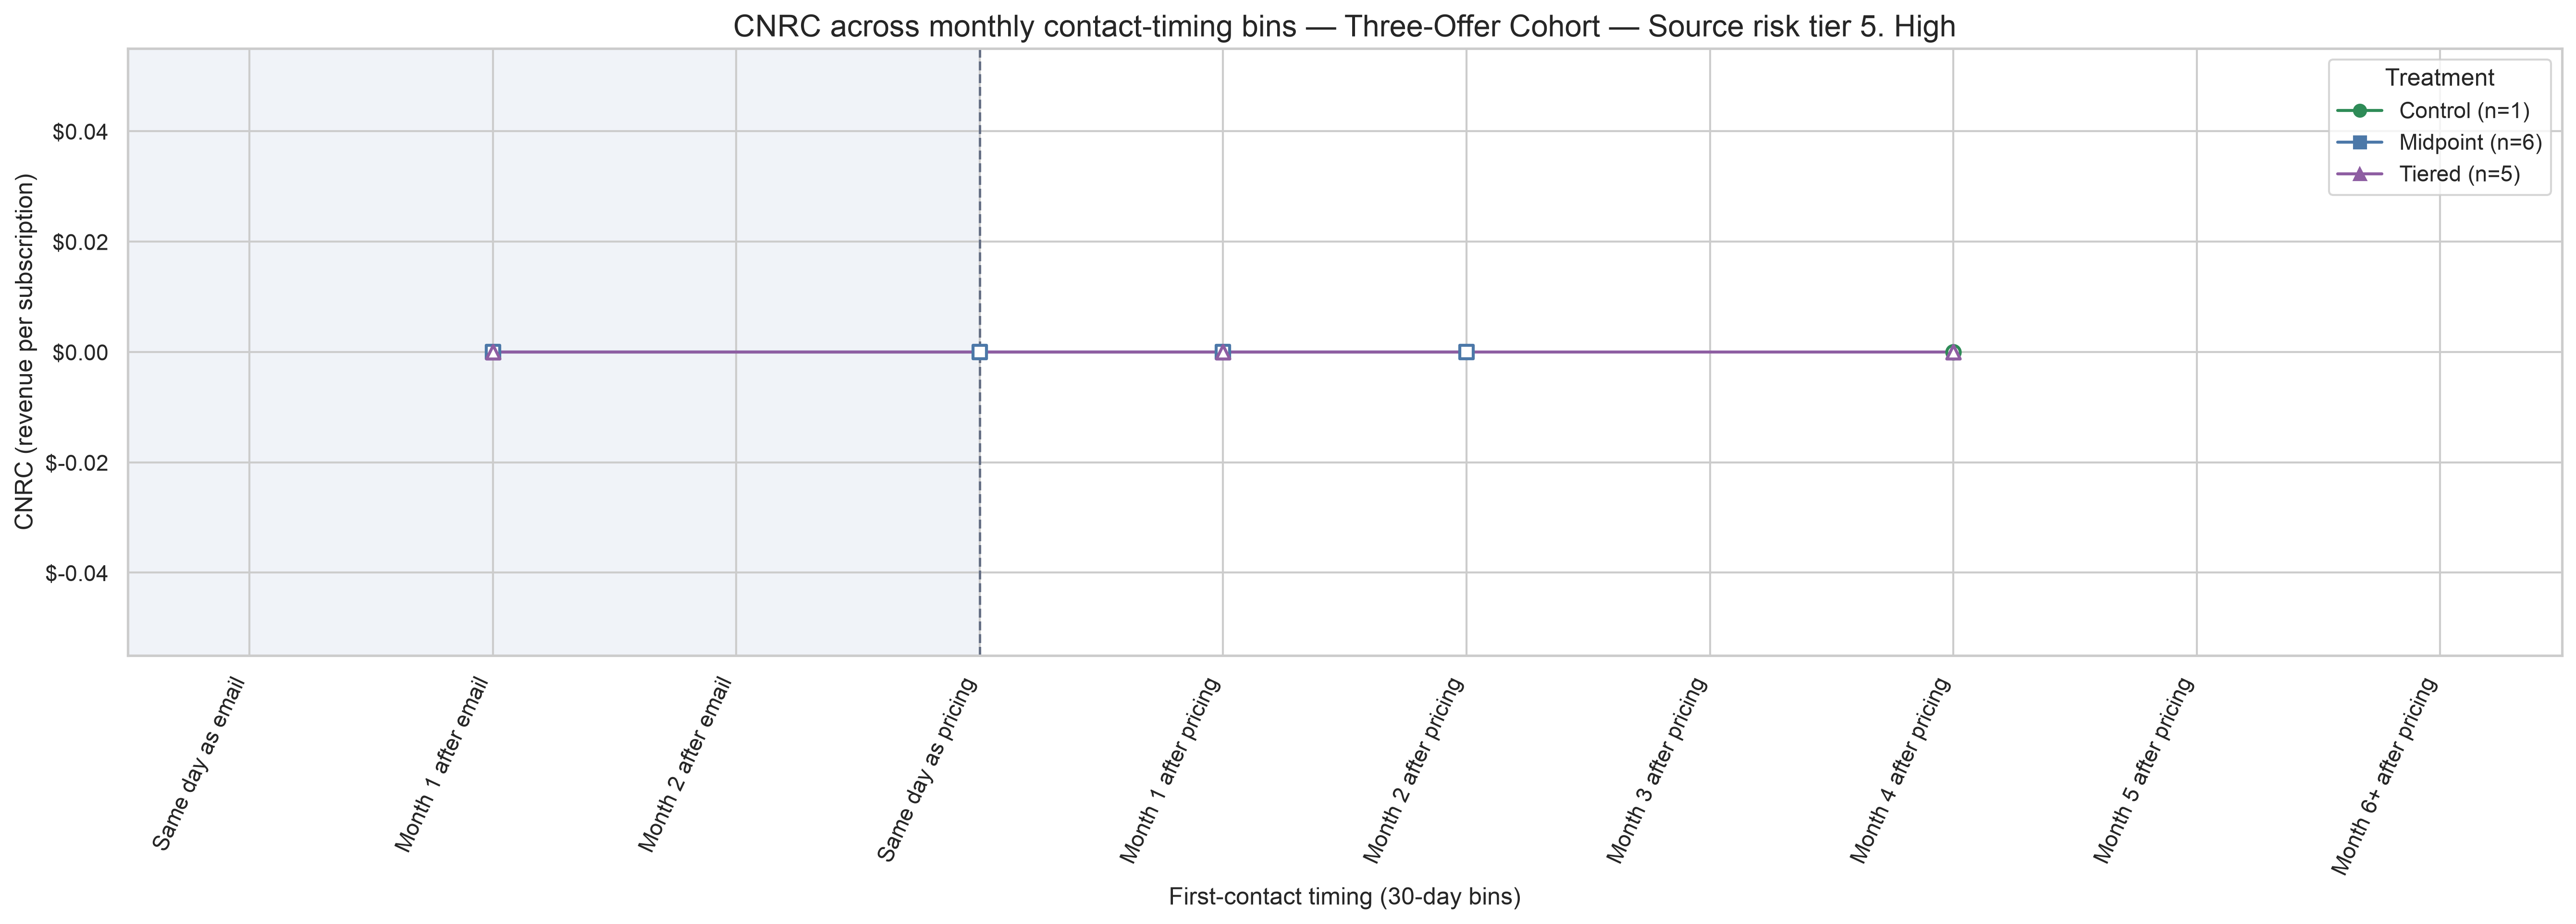 CNRC across monthly contact-timing bins — Three-Offer Cohort — Source risk tier 5. High
Treatment
Control (n=1)
Midpoint (n=6)
Tiered (n=5)
CNRC (revenue per subscription)
$0.04
$0.02
$0.00
$-0.02
$-0.04
Same day as email
Month 1 after email
Month 2 after email
Same day as pricing
Month 1 after pricing
Month 2 after pricing
Month 3 after pricing
Month 4 after pricing
Month 5 after pricing
Month 6+ after pricing
First-contact timing (30-day bins)